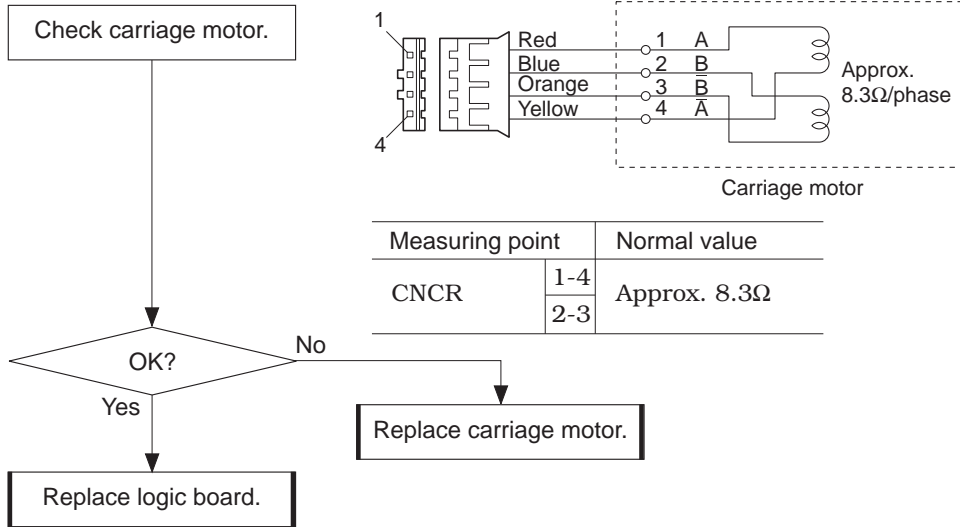 Check carriage motor.
1
4
Red
Blue
Orange
Yellow
1 A
2 B
3 B̅
4 A̅
Approx.
8.3Ω/phase
Carriage motor
Measuring point Normal value
CNCR 1-4 Approx. 8.3Ω
2-3
OK?
No
Yes
Replace carriage motor.
Replace logic board.